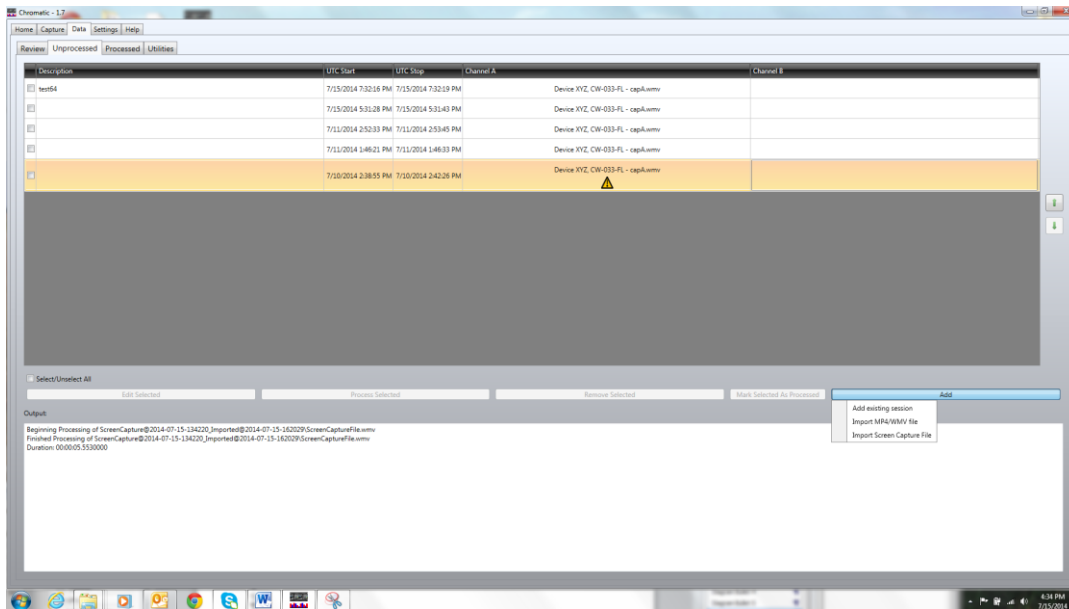 Chromatic - 1.7
Home Capture Data Settings Help
Review Unprocessed Processed Utilities
Description UTC Start UTC Stop Channel A Channel B
test64 7/15/2014 7:32:16 PM 7/15/2014 7:32:19 PM Device XYZ, CW-033-FL - capA.wmv
7/15/2014 5:31:28 PM 7/15/2014 5:31:43 PM Device XYZ, CW-033-FL - capA.wmv
7/11/2014 2:52:33 PM 7/11/2014 2:53:45 PM Device XYZ, CW-033-FL - capA.wmv
7/11/2014 1:46:21 PM 7/11/2014 1:46:33 PM Device XYZ, CW-033-FL - capA.wmv
7/10/2014 2:38:55 PM 7/10/2014 2:42:26 PM Device XYZ, CW-033-FL - capA.wmv
Select/Unselect All
Edit Selected Process Selected Remove Selected Mark Selected As Processed Add
Add existing session
Import MP4/WMV file
Import Screen Capture File
Output:
Beginning Processing of ScreenCapture@2014-07-15-134220_Imported@2014-07-15-162029\ScreenCaptureFile.wmv
Finished Processing of ScreenCapture@2014-07-15-134220_Imported@2014-07-15-162029\ScreenCaptureFile.wmv
Duration: 00:00:05.5530000
4:34 PM
7/15/2014